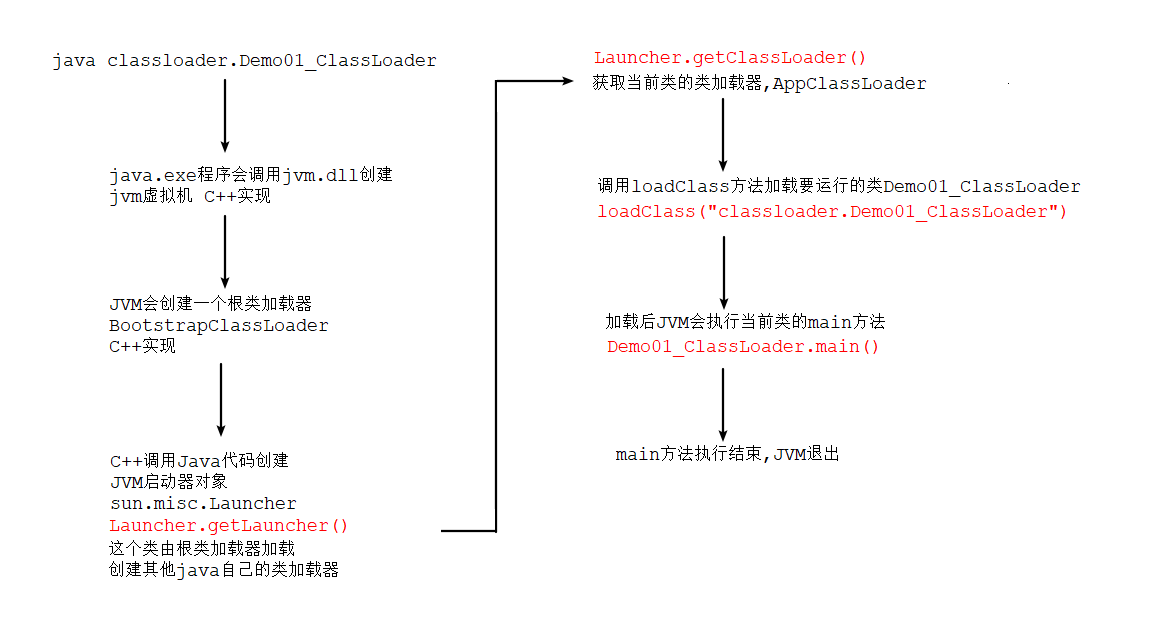 java classloader.Demo01_ClassLoader
java.exe程序会调用jvm.dll创建
jvm虚拟机 C++实现
JVM会创建一个根类加载器
BootstrapClassLoader
C++实现
C++调用Java代码创建
JVM启动器对象
sun.misc.Launcher
Launcher.getLauncher()
这个类由根类加载器加载
创建其他java自己的类加载器
Launcher.getClassLoader()
获取当前类的类加载器,AppClassLoader
调用loadClass方法加载要运行的类Demo01_ClassLoader
loadClass("classloader.Demo01_ClassLoader")
加载后JVM会执行当前类的main方法
Demo01_ClassLoader.main()
main方法执行结束,JVM退出